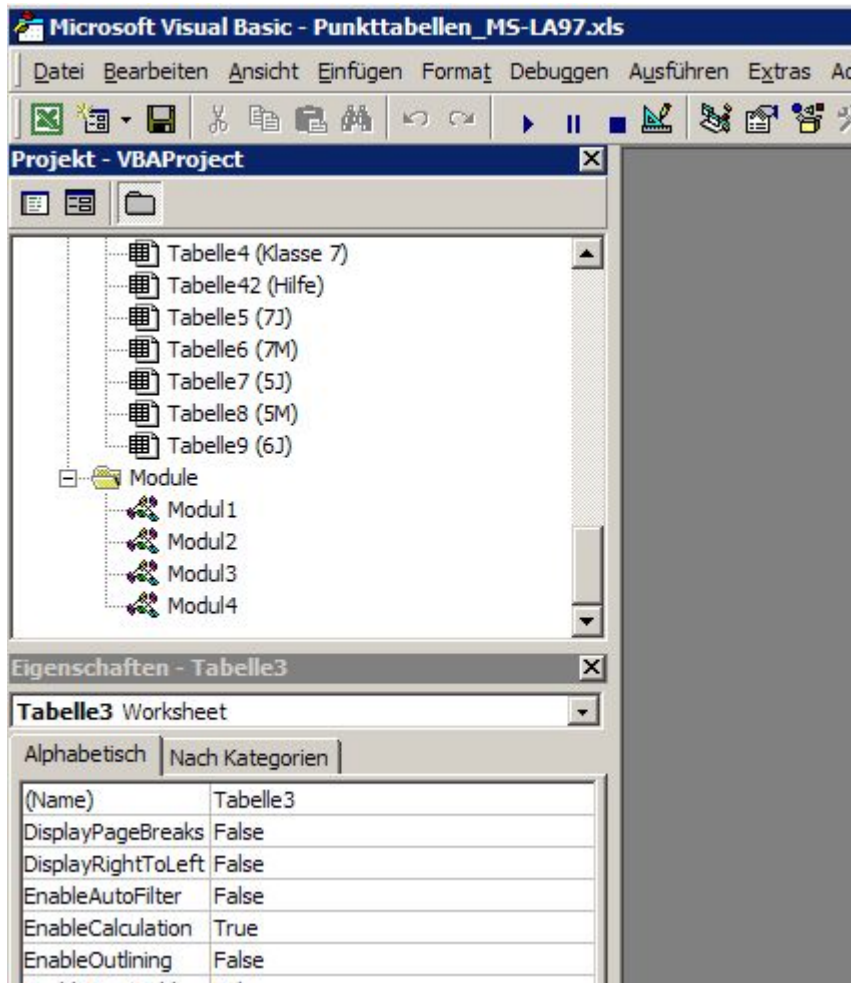 Microsoft Visual Basic - Punkttabellen_MS-LA97.xls
Datei Bearbeiten Ansicht Einfügen Format Debuggen Ausführen Extras
Projekt - VBAProject
Tabelle4 (Klasse 7)
Tabelle42 (Hilfe)
Tabelle5 (7J)
Tabelle6 (7M)
Tabelle7 (5J)
Tabelle8 (5M)
Tabelle9 (6J)
Module
Modul1
Modul2
Modul3
Modul4
Eigenschaften - Tabelle3
Tabelle3 Worksheet
Alphabetisch Nach Kategorien
(Name) Tabelle3
DisplayPageBreaks False
DisplayRightToLeft False
EnableAutoFilter False
EnableCalculation True
EnableOutlining False